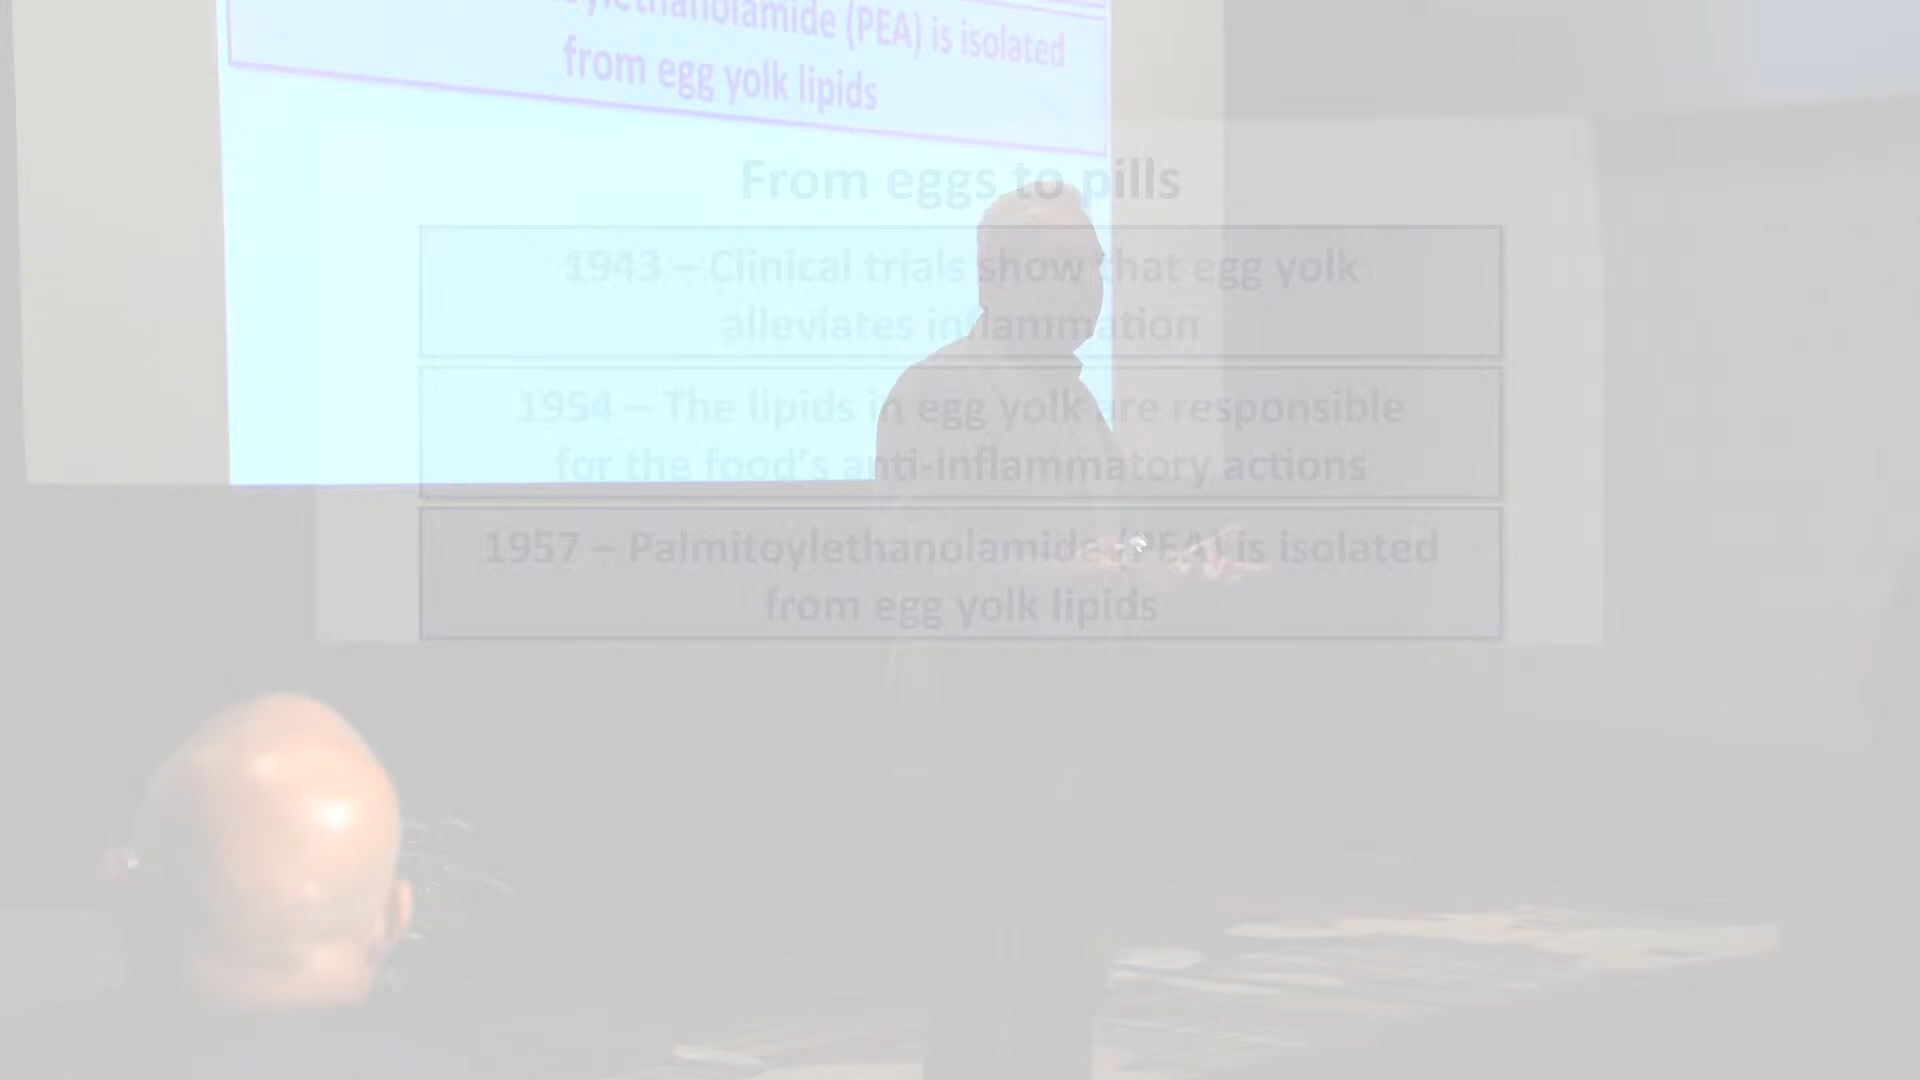 (PEA) is isolated
from egg yolk lipids
From eggs to pills
1943 – Clinical trials show that egg yolk
alleviates inflammation
1954 – The lipids in egg yolk are responsible
for the food's anti-inflammatory actions
1957 – Palmitoylethanolamide (PEA) is isolated
from egg yolk lipids